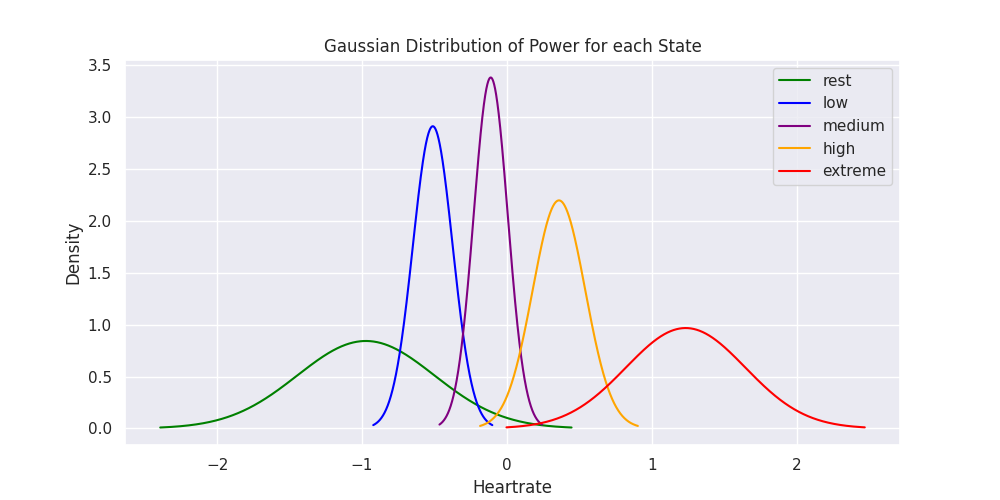 Gaussian Distribution of Power for each State
3.5
3.0
2.5
2.0
1.5
1.0
0.5
0.0
Density
rest
low
medium
high
extreme
−2
−1
0
1
2
Heartrate